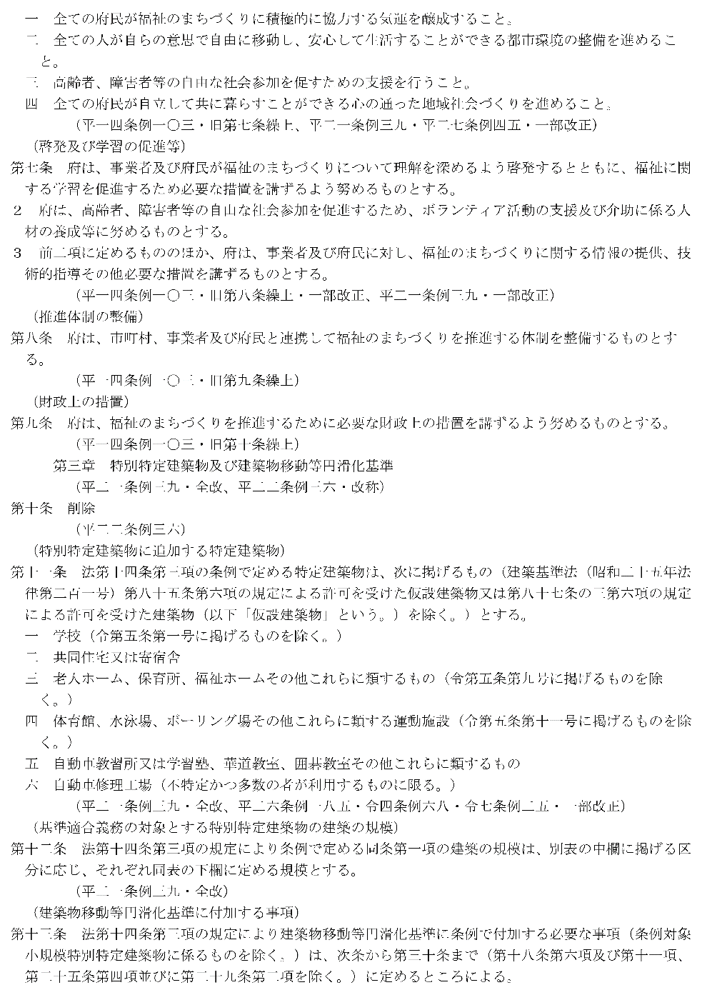 一　全ての府民が福祉のまちづくりに積極的に協力する気運を醸成すること。
二　全ての人が自らの意思で自由に移動し、安心して生活することができる都市環境の整備を進めるこ
と。
三　高齢者、障害者等の自由な社会参加を促すための支援を行うこと。
四　全ての府民が自立して共に暮らすことができる心の通った地域社会づくりを進めること。
（平一四条例一〇三・旧第七条繰上、平二一条例三九・平二七条例四五・一部改正）
（啓発及び学習の促進等）
第七条　府は、事業者及び府民が福祉のまちづくりについて理解を深めるよう啓発するとともに、福祉に関
する学習を促進するため必要な措置を講ずるよう努めるものとする。
２　府は、高齢者、障害者等の自由な社会参加を促進するため、ボランティア活動の支援及び介助に係る人
材の養成等に努めるものとする。
３　前二項に定めるもののほか、府は、事業者及び府民に対し、福祉のまちづくりに関する情報の提供、技
術的指導その他必要な措置を講ずるものとする。
（平一四条例一〇三・旧第八条繰上・一部改正、平二一条例三九・一部改正）
（推進体制の整備）
第八条　府は、市町村、事業者及び府民と連携して福祉のまちづくりを推進する体制を整備するものとす
る。
（平一四条例一〇三・旧第九条繰上）
（財政上の措置）
第九条　府は、福祉のまちづくりを推進するために必要な財政上の措置を講ずるよう努めるものとする。
（平一四条例一〇三・旧第十条繰上）
第三章　特別特定建築物及び建築物移動等円滑化基準
（平二一条例三九・全改、平二二条例三六・改称）
第十条　削除
（平二二条例三六）
（特別特定建築物に追加する特定建築物）
第十一条　法第十四条第三項の条例で定める特定建築物は、次に掲げるもの（建築基準法（昭和二十五年法
律第二百一号）第八十五条第六項の規定による許可を受けた仮設建築物又は第八十七条の三第六項の規定
による許可を受けた建築物（以下「仮設建築物」という。）を除く。）とする。
一　学校（令第五条第一号に掲げるものを除く。）
二　共同住宅又は寄宿舎
三　老人ホーム、保育所、福祉ホームその他これらに類するもの（令第五条第九号に掲げるものを除
く。）
四　体育館、水泳場、ボーリング場その他これらに類する運動施設（令第五条第十一号に掲げるものを除
く。）
五　自動車教習所又は学習塾、華道教室、囲碁教室その他これらに類するもの
六　自動車修理工場（不特定かつ多数の者が利用するものに限る。）
（平二一条例三九・全改、平二六条例一八五・令四条例六八・令七条例二五・一部改正）
（基準適合義務の対象とする特別特定建築物の建築の規模）
第十二条　法第十四条第三項の規定により条例で定める同条第一項の建築の規模は、別表の中欄に掲げる区
分に応じ、それぞれ同表の下欄に定める規模とする。
（平二一条例三九・全改）
（建築物移動等円滑化基準に付加する事項）
第十三条　法第十四条第三項の規定により建築物移動等円滑化基準に条例で付加する必要な事項（条例対象
小規模特別特定建築物に係るものを除く。）は、次条から第三十条まで（第十八条第六項及び第十一項、
第二十五条第四項並びに第二十九条第二項を除く。）に定めるところによる。